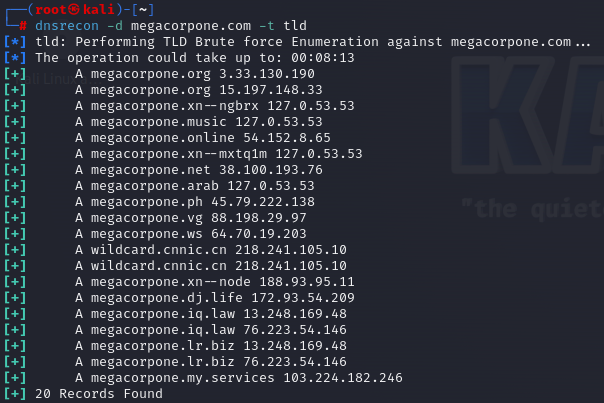 ┌──(root㉿kali)-[~]
└─# dnsrecon -d megacorpone.com -t tld
[*] tld: Performing TLD Brute force Enumeration against megacorpone.com...
[*] The operation could take up to: 00:08:13
[+] A megacorpone.org 3.33.130.190
[+] A megacorpone.org 15.197.148.33
[+] A megacorpone.xn--ngbrx 127.0.53.53
[+] A megacorpone.music 127.0.53.53
[+] A megacorpone.online 54.152.8.65
[+] A megacorpone.xn--mxtq1m 127.0.53.53
[+] A megacorpone.net 38.100.193.76
[+] A megacorpone.arab 127.0.53.53
[+] A megacorpone.ph 45.79.222.138
[+] A megacorpone.vg 88.198.29.97
[+] A megacorpone.ws 64.70.19.203
[+] A wildcard.cnnic.cn 218.241.105.10
[+] A wildcard.cnnic.cn 218.241.105.10
[+] A megacorpone.xn--node 188.93.95.11
[+] A megacorpone.dj.life 172.93.54.209
[+] A megacorpone.iq.law 13.248.169.48
[+] A megacorpone.iq.law 76.223.54.146
[+] A megacorpone.lr.biz 13.248.169.48
[+] A megacorpone.lr.biz 76.223.54.146
[+] A megacorpone.my.services 103.224.182.246
[+] 20 Records Found
KA
"the quiet